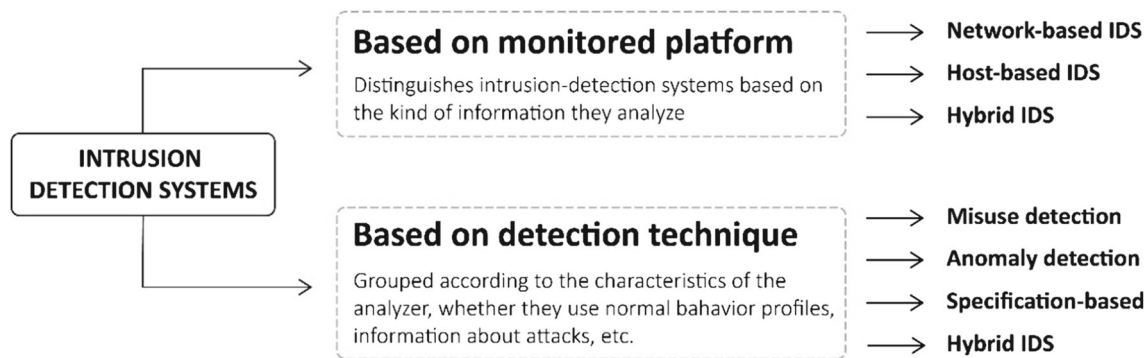 INTRUSION
DETECTION SYSTEMS
Based on monitored platform
Distinguishes intrusion-detection systems based on
the kind of information they analyze
Network-based IDS
Host-based IDS
Hybrid IDS
Based on detection technique
Grouped according to the characteristics of the
analyzer, whether they use normal bahavior profiles,
information about attacks, etc.
Misuse detection
Anomaly detection
Specification-based
Hybrid IDS